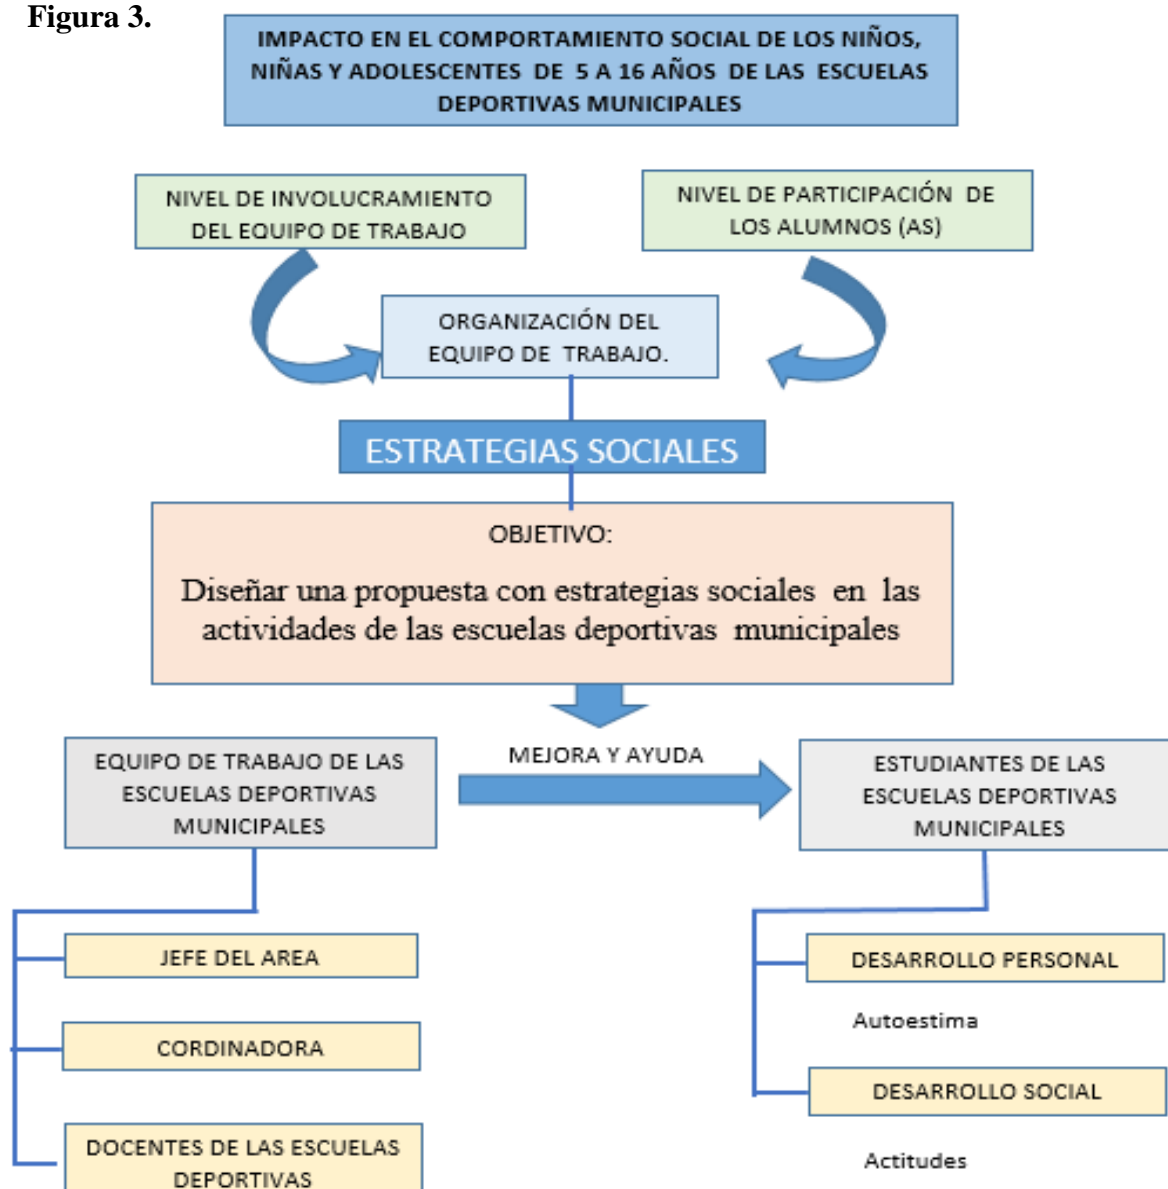 Figura 3.
IMPACTO EN EL COMPORTAMIENTO SOCIAL DE LOS NIÑOS,
NIÑAS Y ADOLESCENTES DE 5 A 16 AÑOS DE LAS ESCUELAS
DEPORTIVAS MUNICIPALES
NIVEL DE INVOLUCRAMIENTO
DEL EQUIPO DE TRABAJO
NIVEL DE PARTICIPACIÓN DE
LOS ALUMNOS (AS)
ORGANIZACIÓN DEL
EQUIPO DE TRABAJO.
ESTRATEGIAS SOCIALES
OBJETIVO:
Diseñar una propuesta con estrategias sociales en las
actividades de las escuelas deportivas municipales
EQUIPO DE TRABAJO DE LAS
ESCUELAS DEPORTIVAS
MUNICIPALES
MEJORA Y AYUDA
ESTUDIANTES DE LAS
ESCUELAS DEPORTIVAS
MUNICIPALES
JEFE DEL AREA
CORDINADORA
DOCENTES DE LAS ESCUELAS
DEPORTIVAS
DESARROLLO PERSONAL
Autoestima
DESARROLLO SOCIAL
Actitudes